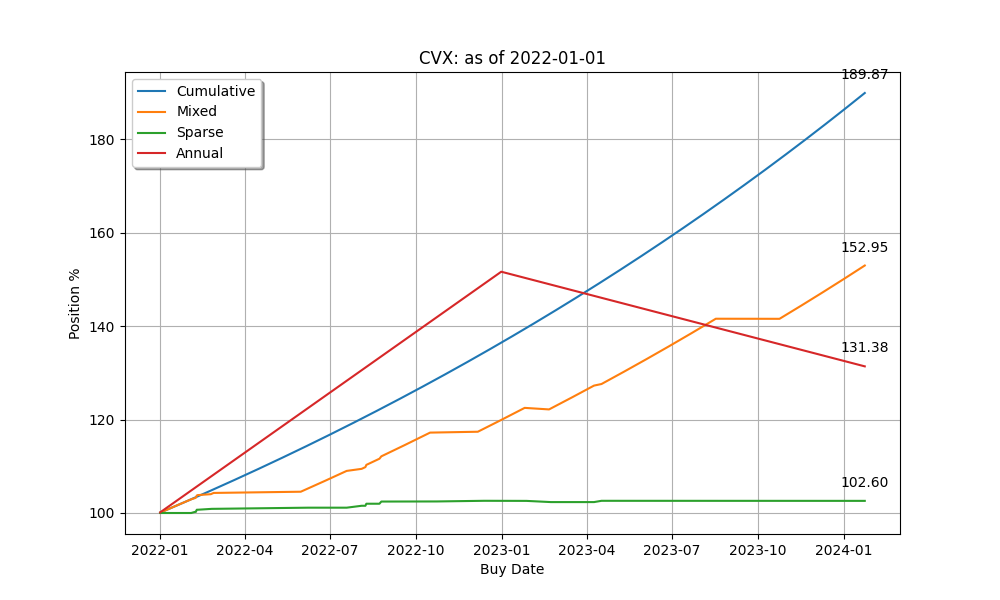 CVX: as of 2022-01-01
189.87
Cumulative
Mixed
Sparse
Annual
180
160
152.95
140
131.38
120
102.60
100
Position %
2022-01 2022-04 2022-07 2022-10 2023-01 2023-04 2023-07 2023-10 2024-01
Buy Date